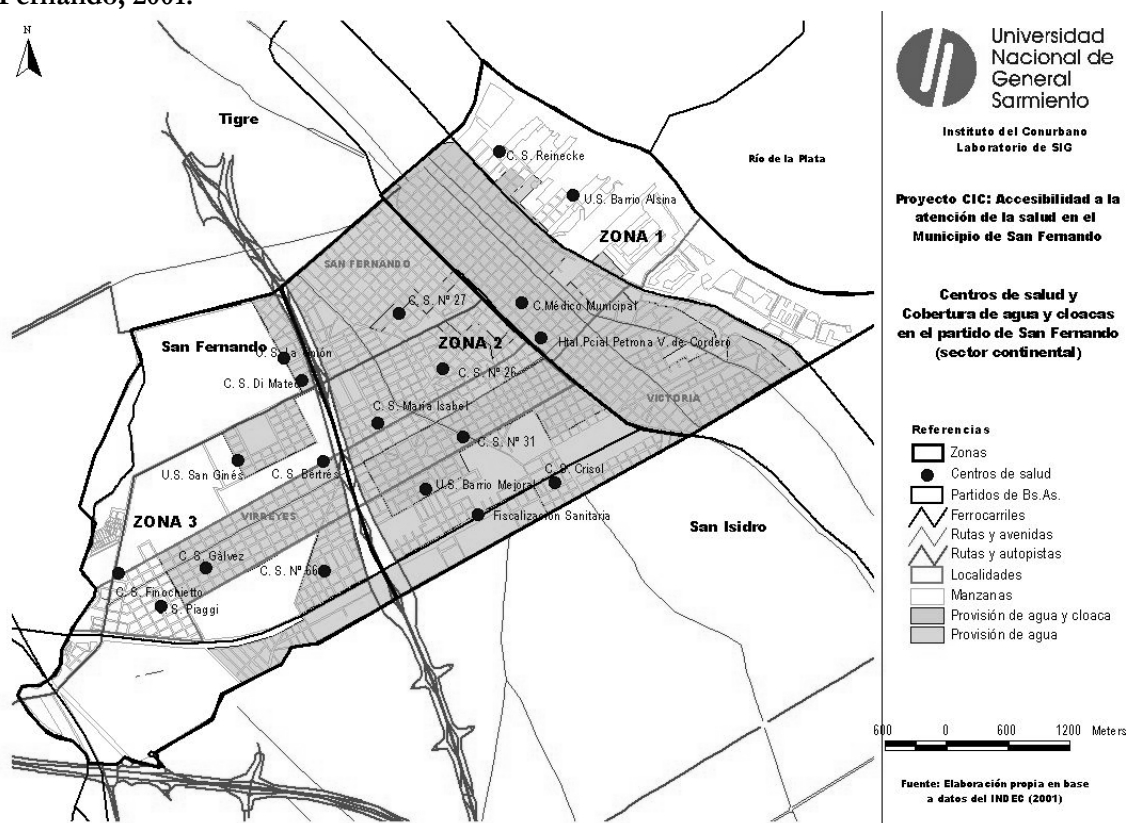 Fernando, 2001.
N
Tigre
Río de la Plata
C. S. Reinecke
U.S. Barrio Alsina
ZONA 1
SAN FERNANDO
C. S. Nº 27
C.Médico Municipal
San Fernando
ZONA 2
Htal.Pcial Petrona V. de Cordero
U. S. La Unión
C. S. Nº 26
C. S. Di Mateo
VICTORIA
C. S. María Isabel
C. S. Nº 31
U.S. San Ginés
C. S. Bertrés
C. S. Crisol
U.S. Barrio Mejoral
VIRREYES
Fiscalización Sanitaria
ZONA 3
San Isidro
C. S. Gálvez
C. S. Nº 66
C. S. Finochietto
S. Piaggi
Universidad
Nacional de
General
Sarmiento
Instituto del Conurbano
Laboratorio de SIG
Proyecto CIC: Accesibilidad a la
atención de la salud en el
Municipio de San Fernando
Centros de salud y
Cobertura de agua y cloacas
en el partido de San Fernando
(sector continental)
Referencias
Zonas
Centros de salud
Partidos de Bs.As.
Ferrocarriles
Rutas y avenidas
Rutas y autopistas
Localidades
Manzanas
Provisión de agua y cloaca
Provisión de agua
600 0 600 1200 Meters
Fuente: Elaboración propia en base
a datos del INDEC (2001)